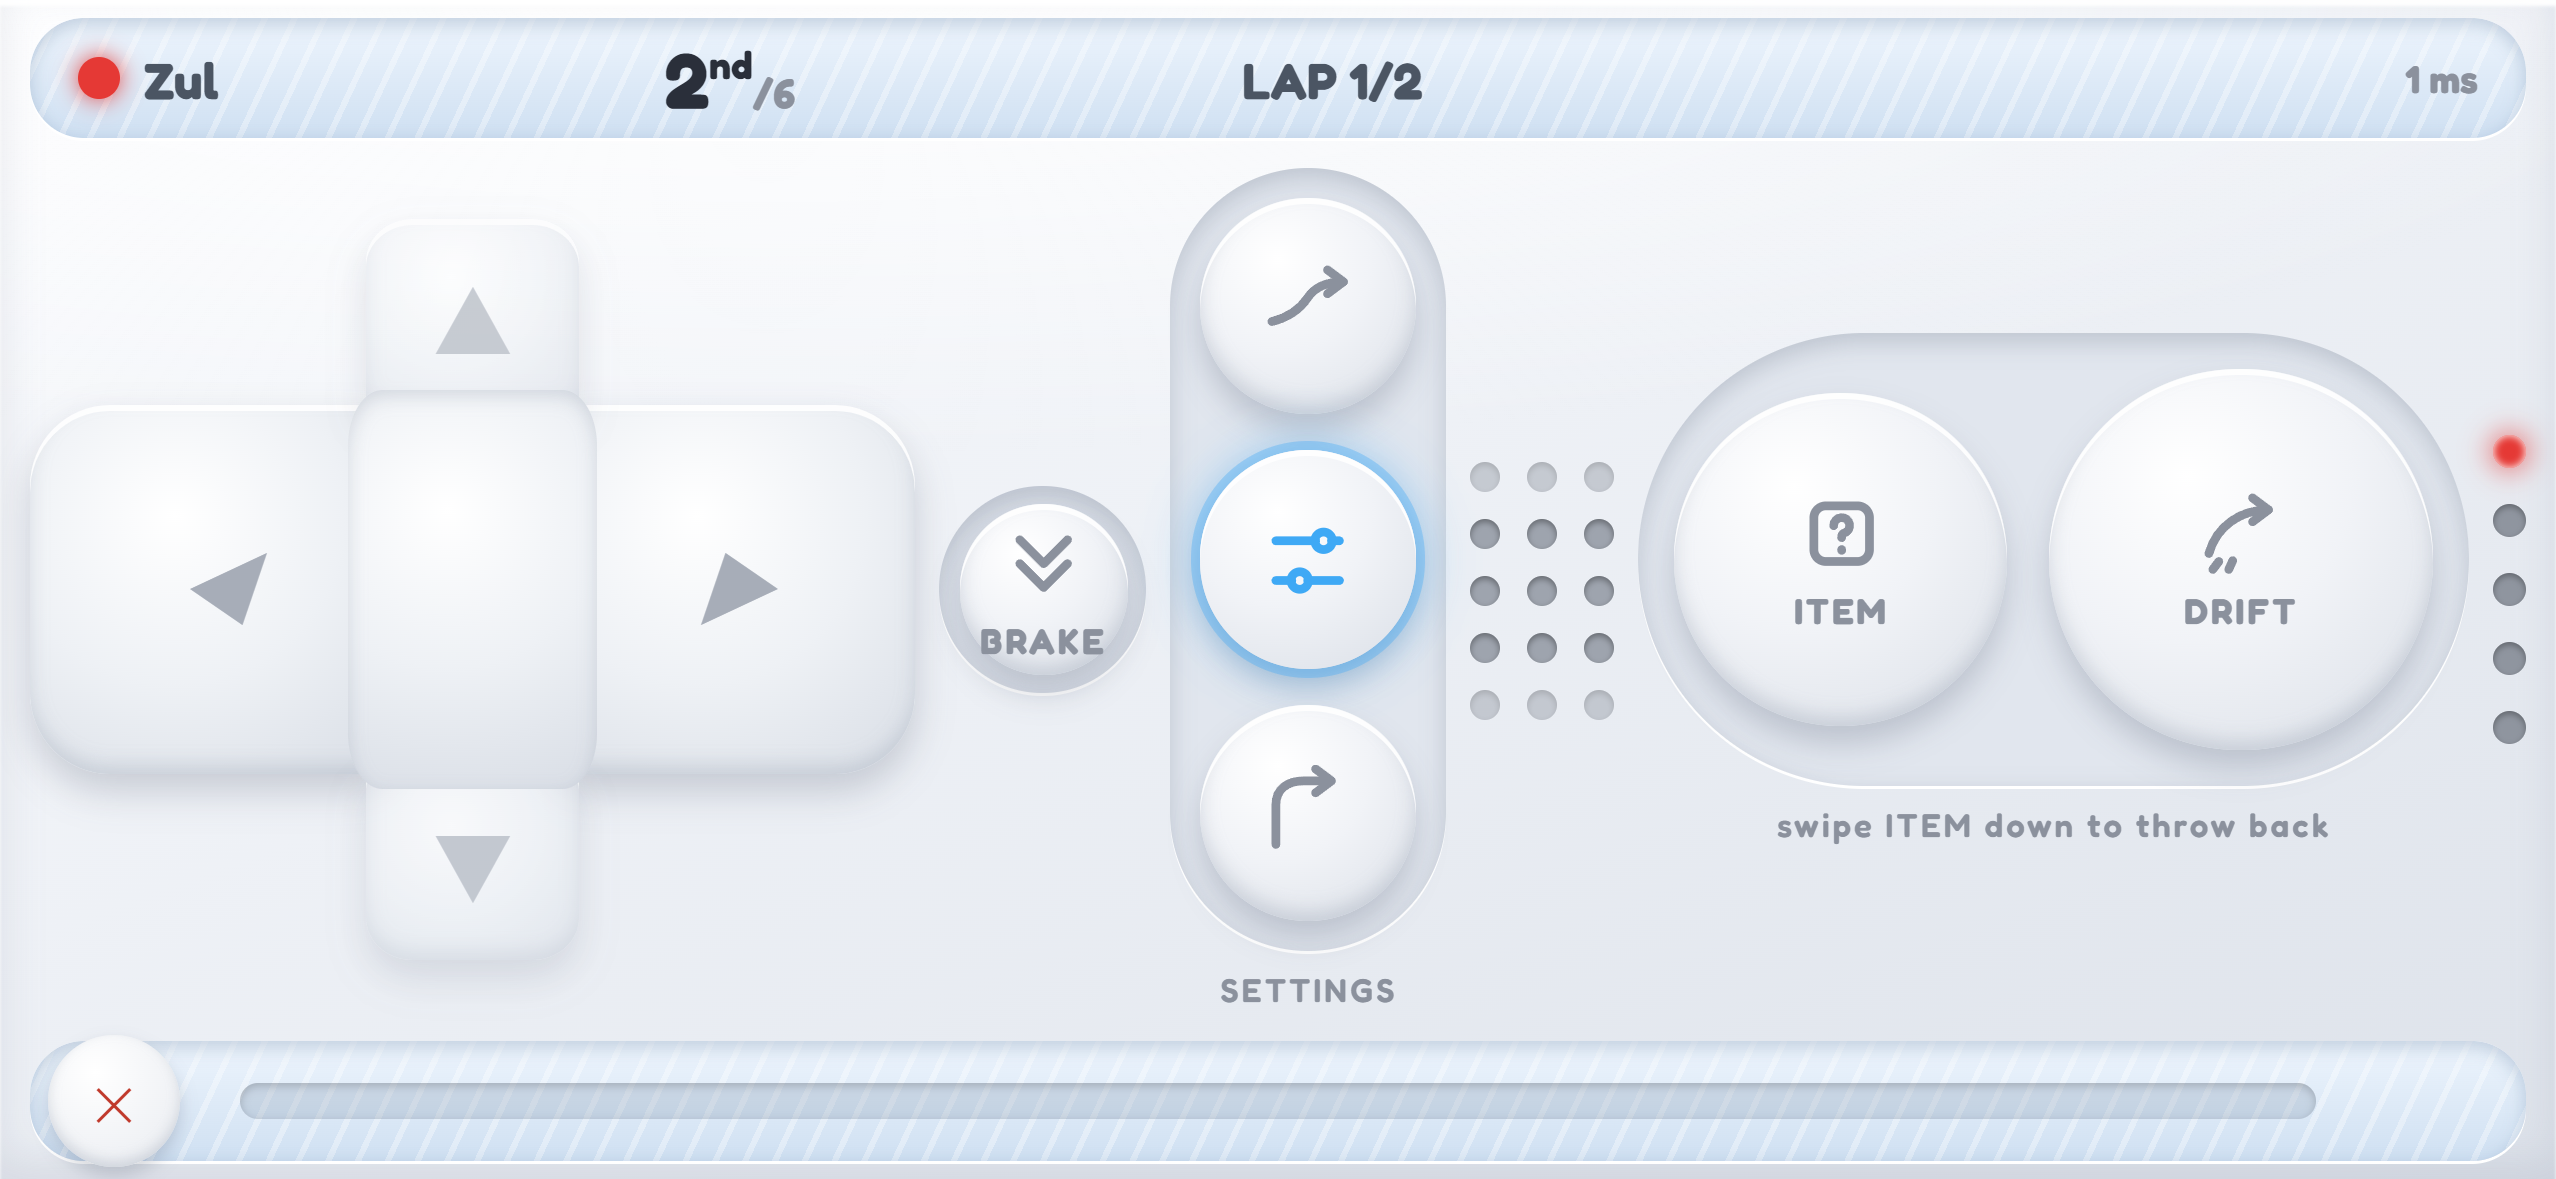 Zul
2nd/6
LAP 1/2
1 ms
BRAKE
ITEM
DRIFT
swipe ITEM down to throw back
SETTINGS